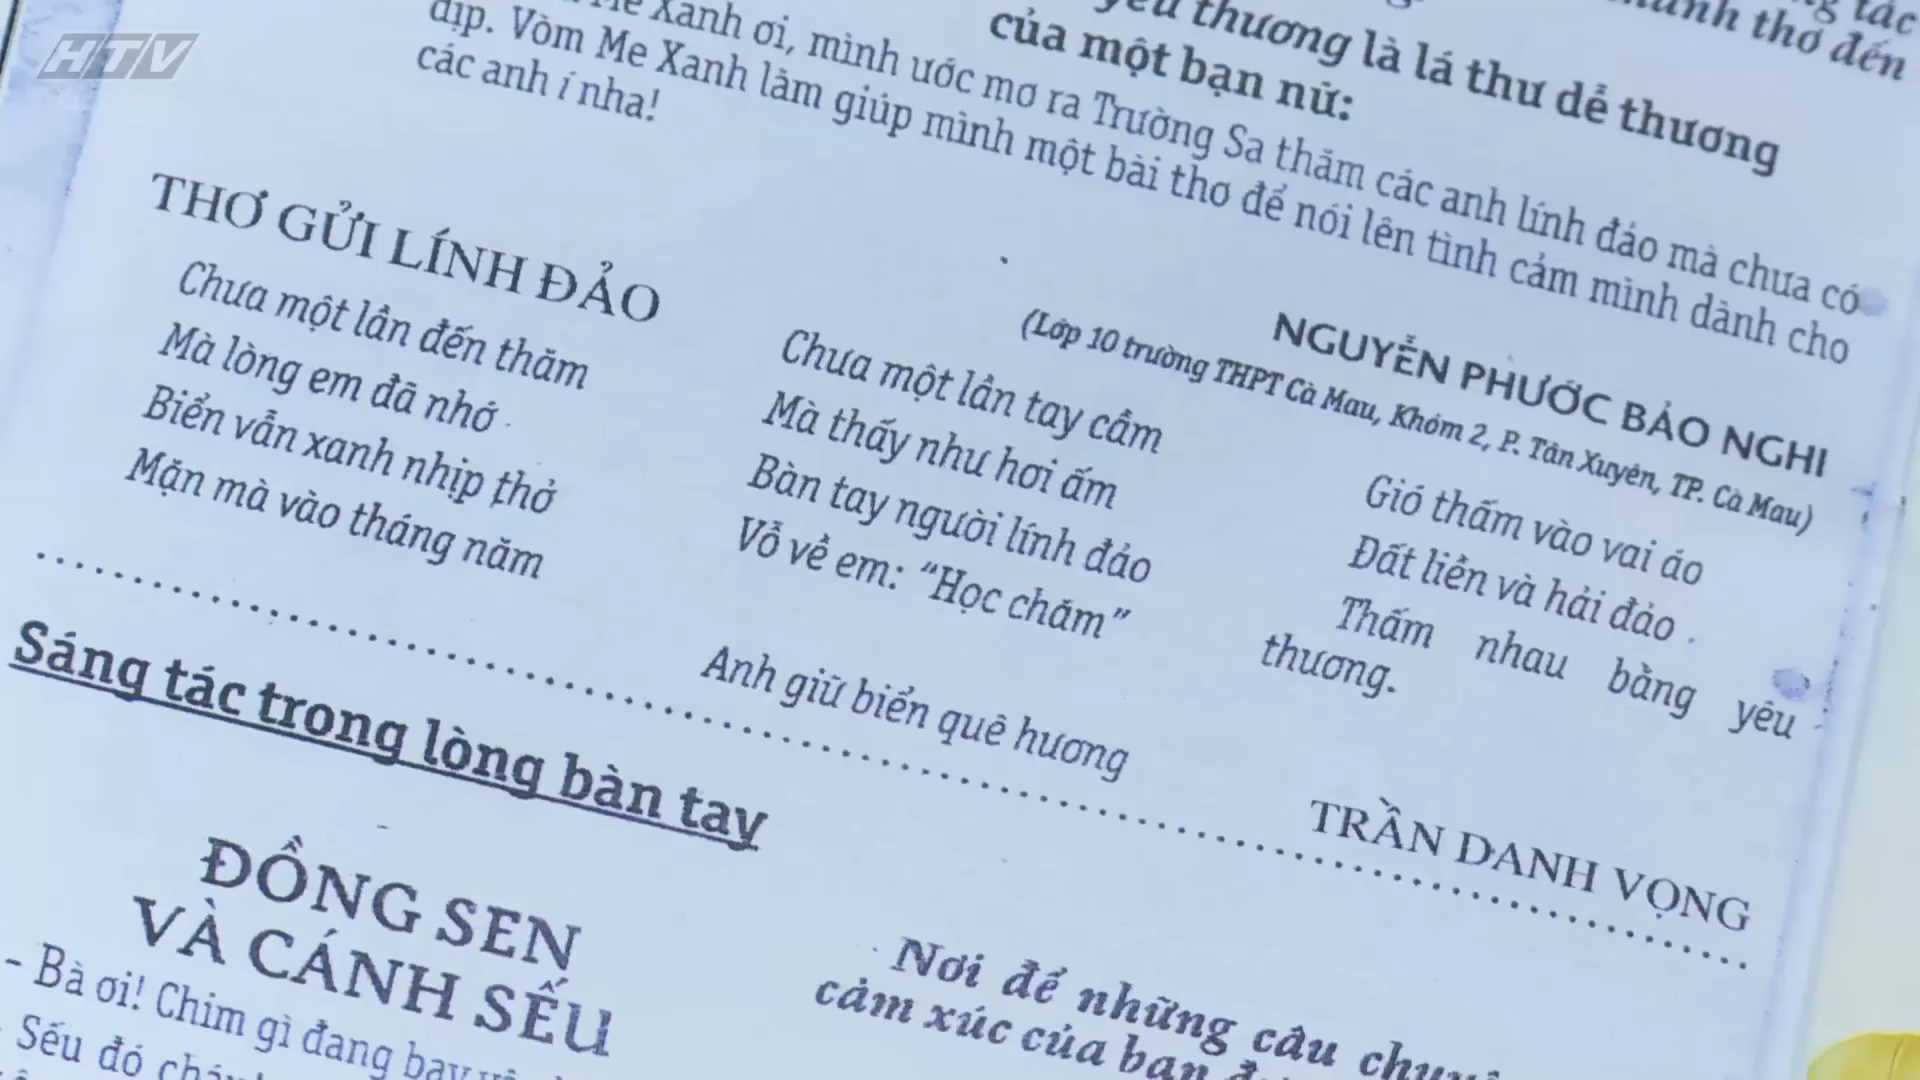 HTV
tác
thơ đến
yêu thương là lá thư dễ thương
của một bạn nữ:
Me Xanh ơi, mình ước mơ ra Trường Sa thăm các anh lính đảo mà chưa có
dịp. Vòm Me Xanh làm giúp mình một bài thơ để nói lên tình cảm mình dành cho
các anh í nha!
NGUYỄN PHƯỚC BẢO NGHI
(Lớp 10 trường THPT Cà Mau, Khóm 2, P. Tân Xuyên, TP. Cà Mau)
THƠ GỬI LÍNH ĐẢO
Chưa một lần đến thăm
Mà lòng em đã nhớ
Biển vẫn xanh nhịp thở
Mặn mà vào tháng năm
Chưa một lần tay cầm
Mà thấy như hơi ấm
Bàn tay người lính đảo
Vỗ về em: “Học chăm”
Anh giữ biển quê hương
Gió thấm vào vai áo
Đất liền và hải đảo
Thấm nhau bằng yêu
thương.
TRẦN DANH VỌNG
Sáng tác trong lòng bàn tay
ĐỒNG SEN
VÀ CÁNH SẾU
- Bà ơi! Chim gì đang bay
- Sếu đó
Nơi để những câu
cảm xúc của bạn